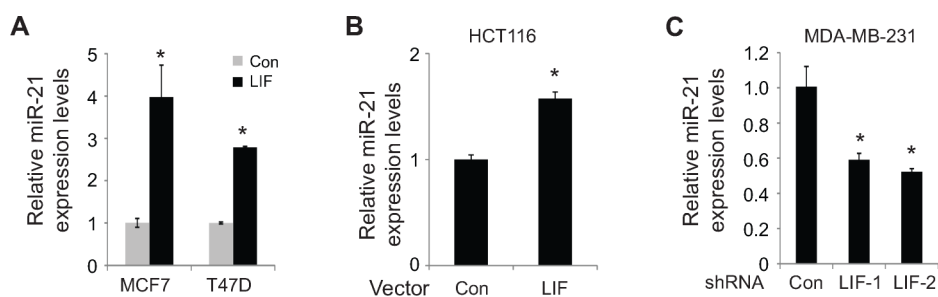 A
Relative miR-21
expression levels
5
4
3
2
1
0
Con
LIF
*
*
MCF7 T47D
B
HCT116
Relative miR-21
expression levels
2
1
0
*
Vector Con LIF
C
MDA-MB-231
Relative miR-21
expression levels
1.2
1.0
0.8
0.6
0.4
0.2
0
*
*
shRNA Con LIF-1 LIF-2